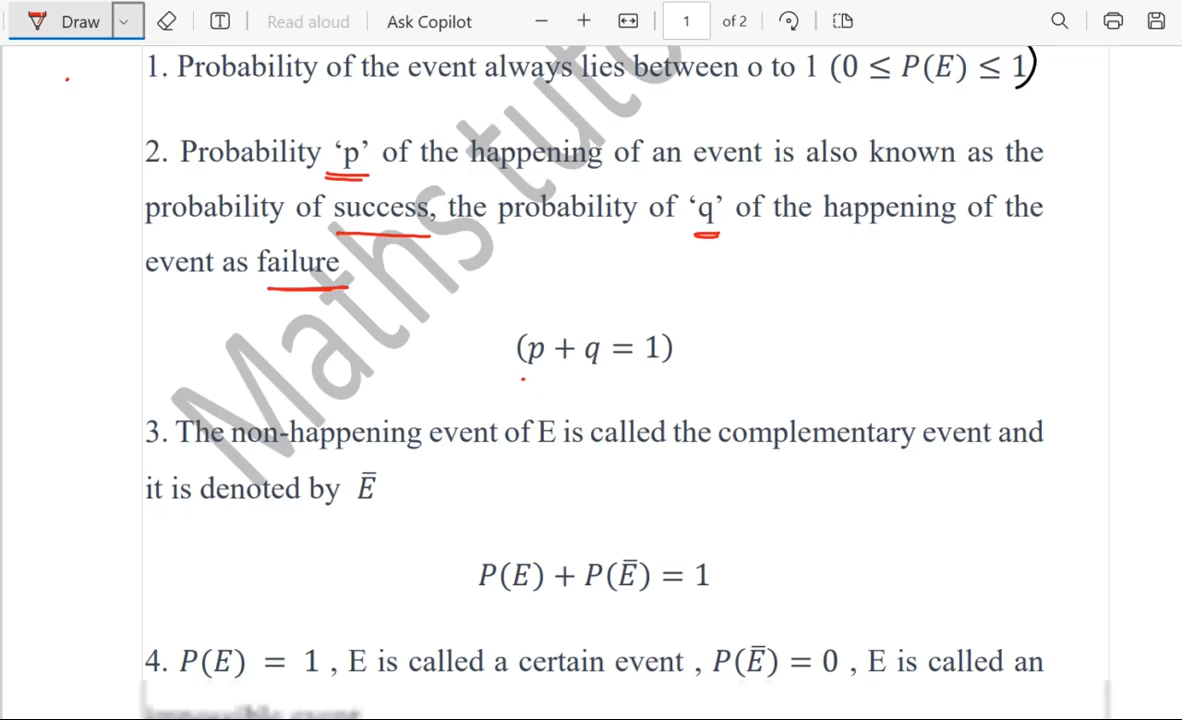 Draw Read aloud Ask Copilot 1 of 2
1. Probability of the event always lies between o to 1 (0 ≤ P(E) ≤ 1)
2. Probability ‘p’ of the happening of an event is also known as the
probability of success, the probability of ‘q’ of the happening of the
event as failure
(p + q = 1)
3. The non-happening event of E is called the complementary event and
it is denoted by E̅
P(E) + P(E̅) = 1
4. P(E) = 1 , E is called a certain event , P(E̅) = 0 , E is called an
Maths tuto